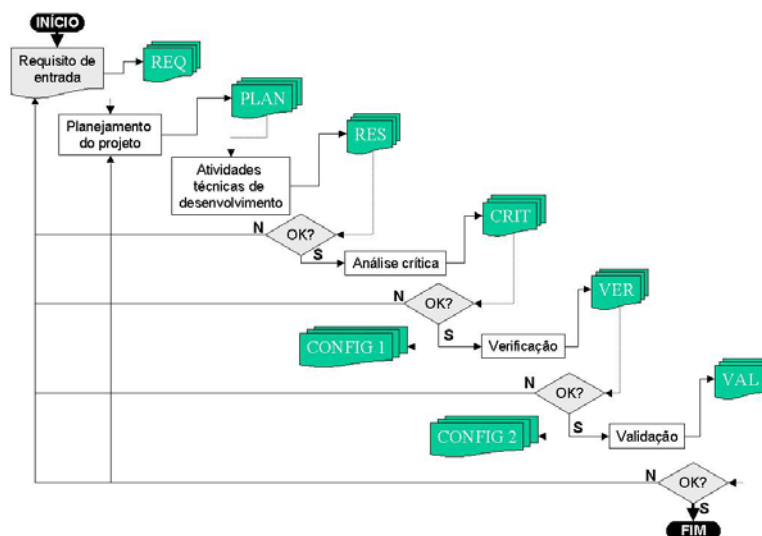 INÍCIO
Requisito de
entrada
REQ
Planejamento
do projeto
PLAN
Atividades
técnicas de
desenvolvimento
RES
N
OK?
S
Análise crítica
CRIT
N
OK?
S
Verificação
VER
CONFIG 1
N
OK?
S
Validação
VAL
CONFIG 2
N
OK?
S
FIM